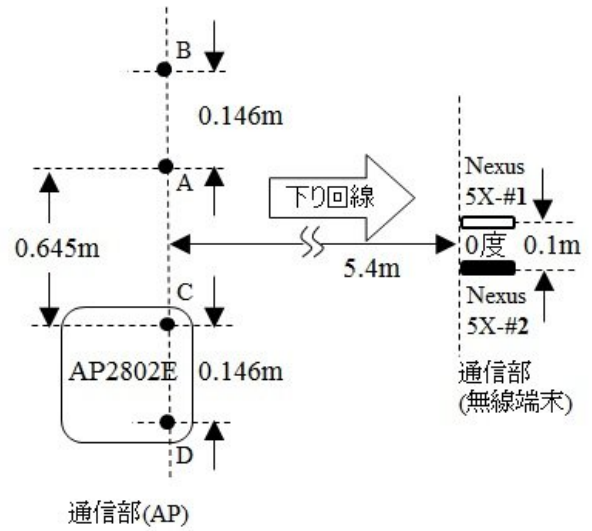 B
0.146m
A
下り回線
Nexus
5X-#1
0.645m
0度
0.1m
5.4m
C
Nexus
5X-#2
AP2802E
0.146m
通信部
(無線端末)
D
通信部(AP)